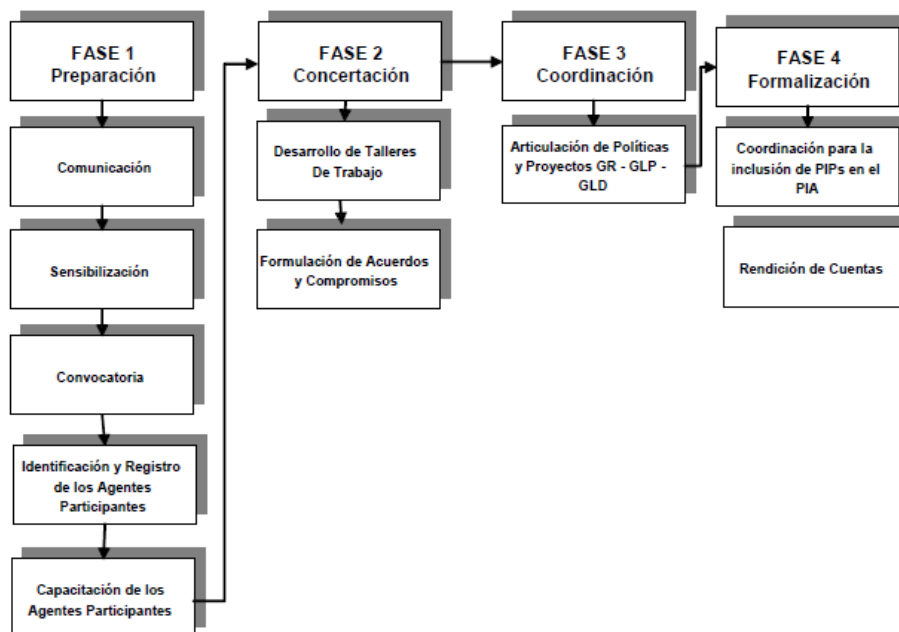 FASE 1
Preparación
Comunicación
Sensibilización
Convocatoria
Identificación y Registro
de los Agentes
Participantes
Capacitación de los
Agentes Participantes
FASE 2
Concertación
Desarrollo de Talleres
De Trabajo
Formulación de Acuerdos
y Compromisos
FASE 3
Coordinación
Articulación de Políticas
y Proyectos GR - GLP -
GLD
FASE 4
Formalización
Coordinación para la
inclusión de PIPs en el
PIA
Rendición de Cuentas